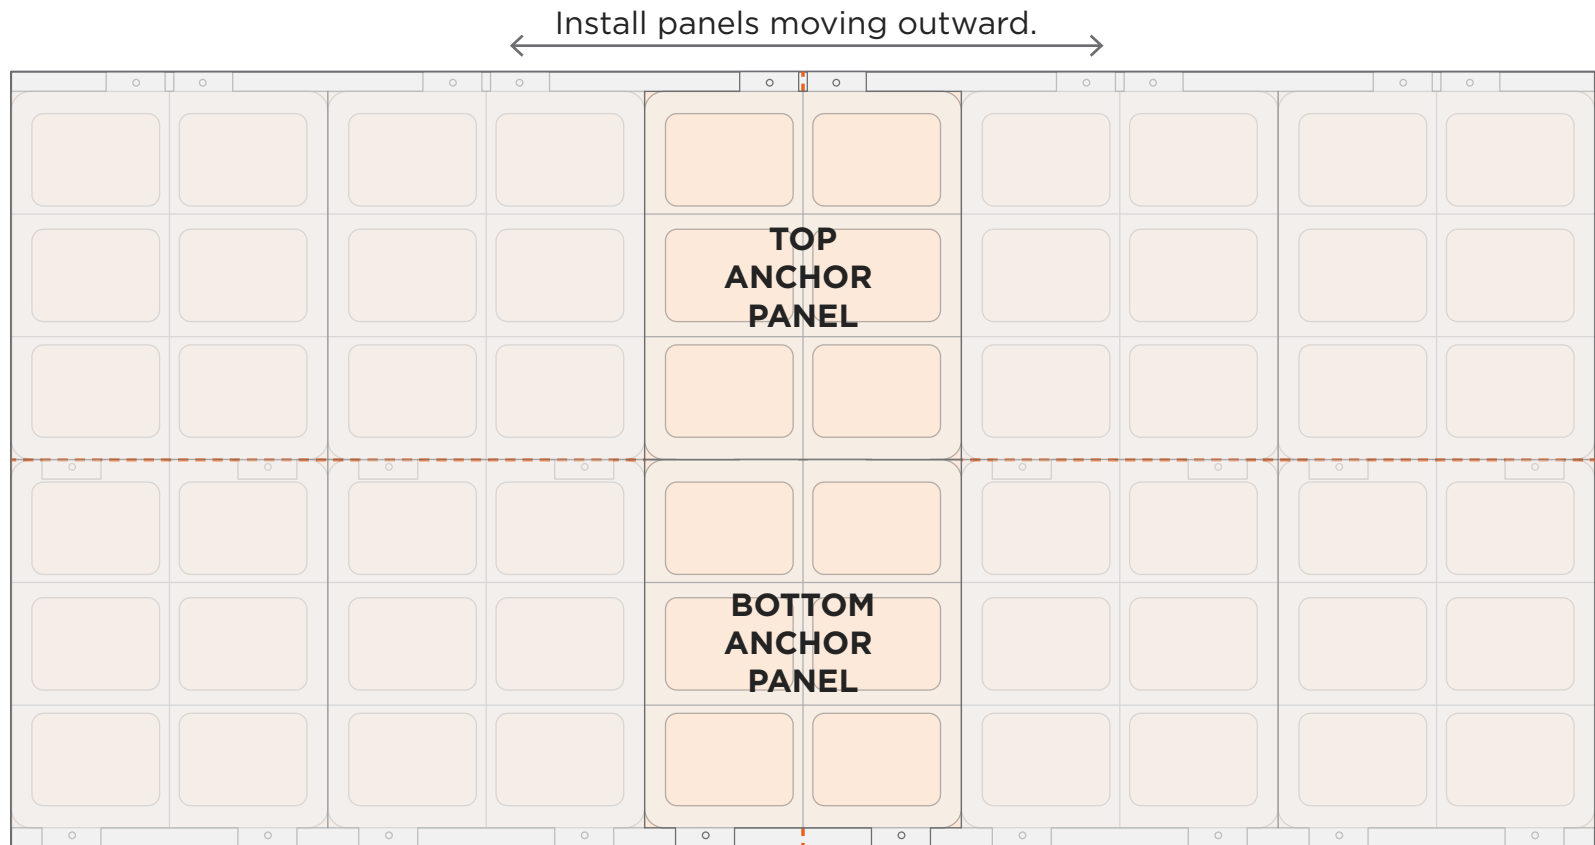 Install panels moving outward.
TOP
ANCHOR
PANEL
BOTTOM
ANCHOR
PANEL